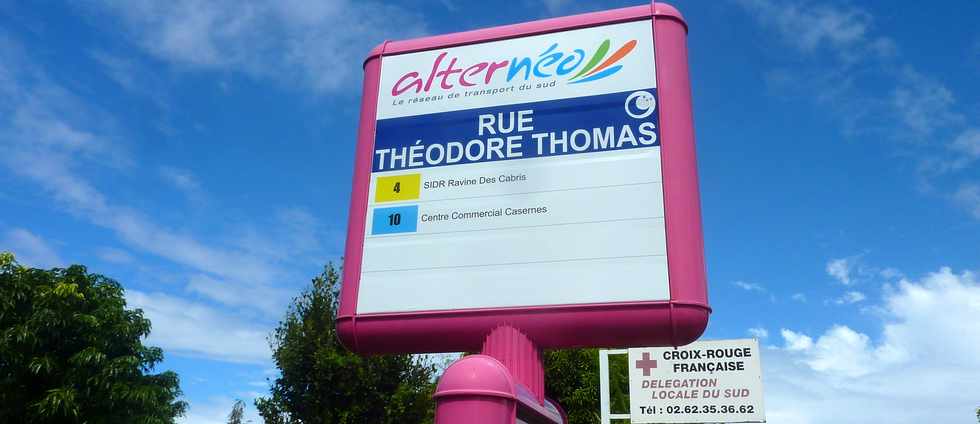 alternéo
Le réseau de transport du sud
RUE
THÉODORE THOMAS
4 SIDR Ravine Des Cabris
10 Centre Commercial Casernes
CROIX-ROUGE
FRANÇAISE
DELEGATION
LOCALE DU SUD
Tél : 02.62.35.36.62